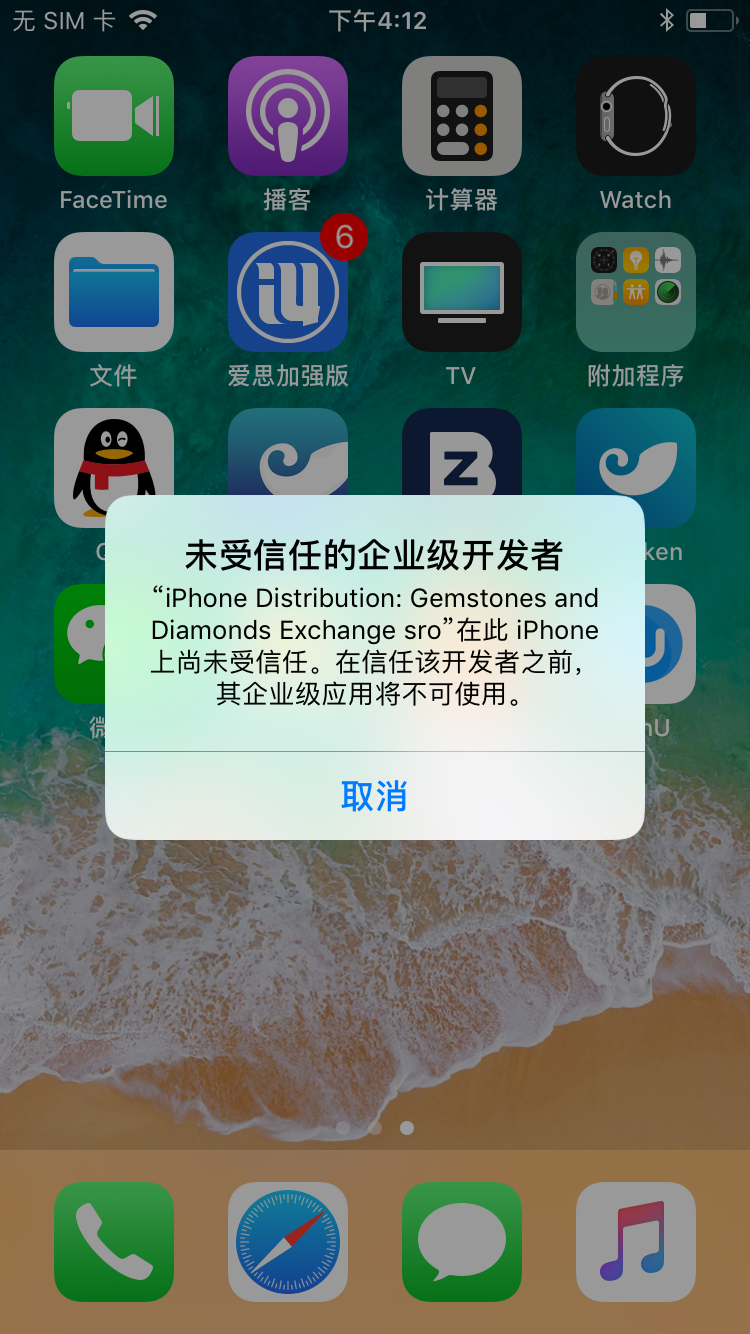 无 SIM 卡
下午4:12
FaceTime
播客
计算器
Watch
6
文件
爱思加强版
TV
附加程序
未受信任的企业级开发者
“iPhone Distribution: Gemstones and
Diamonds Exchange sro”在此 iPhone
上尚未受信任。在信任该开发者之前，
其企业级应用将不可使用。
取消